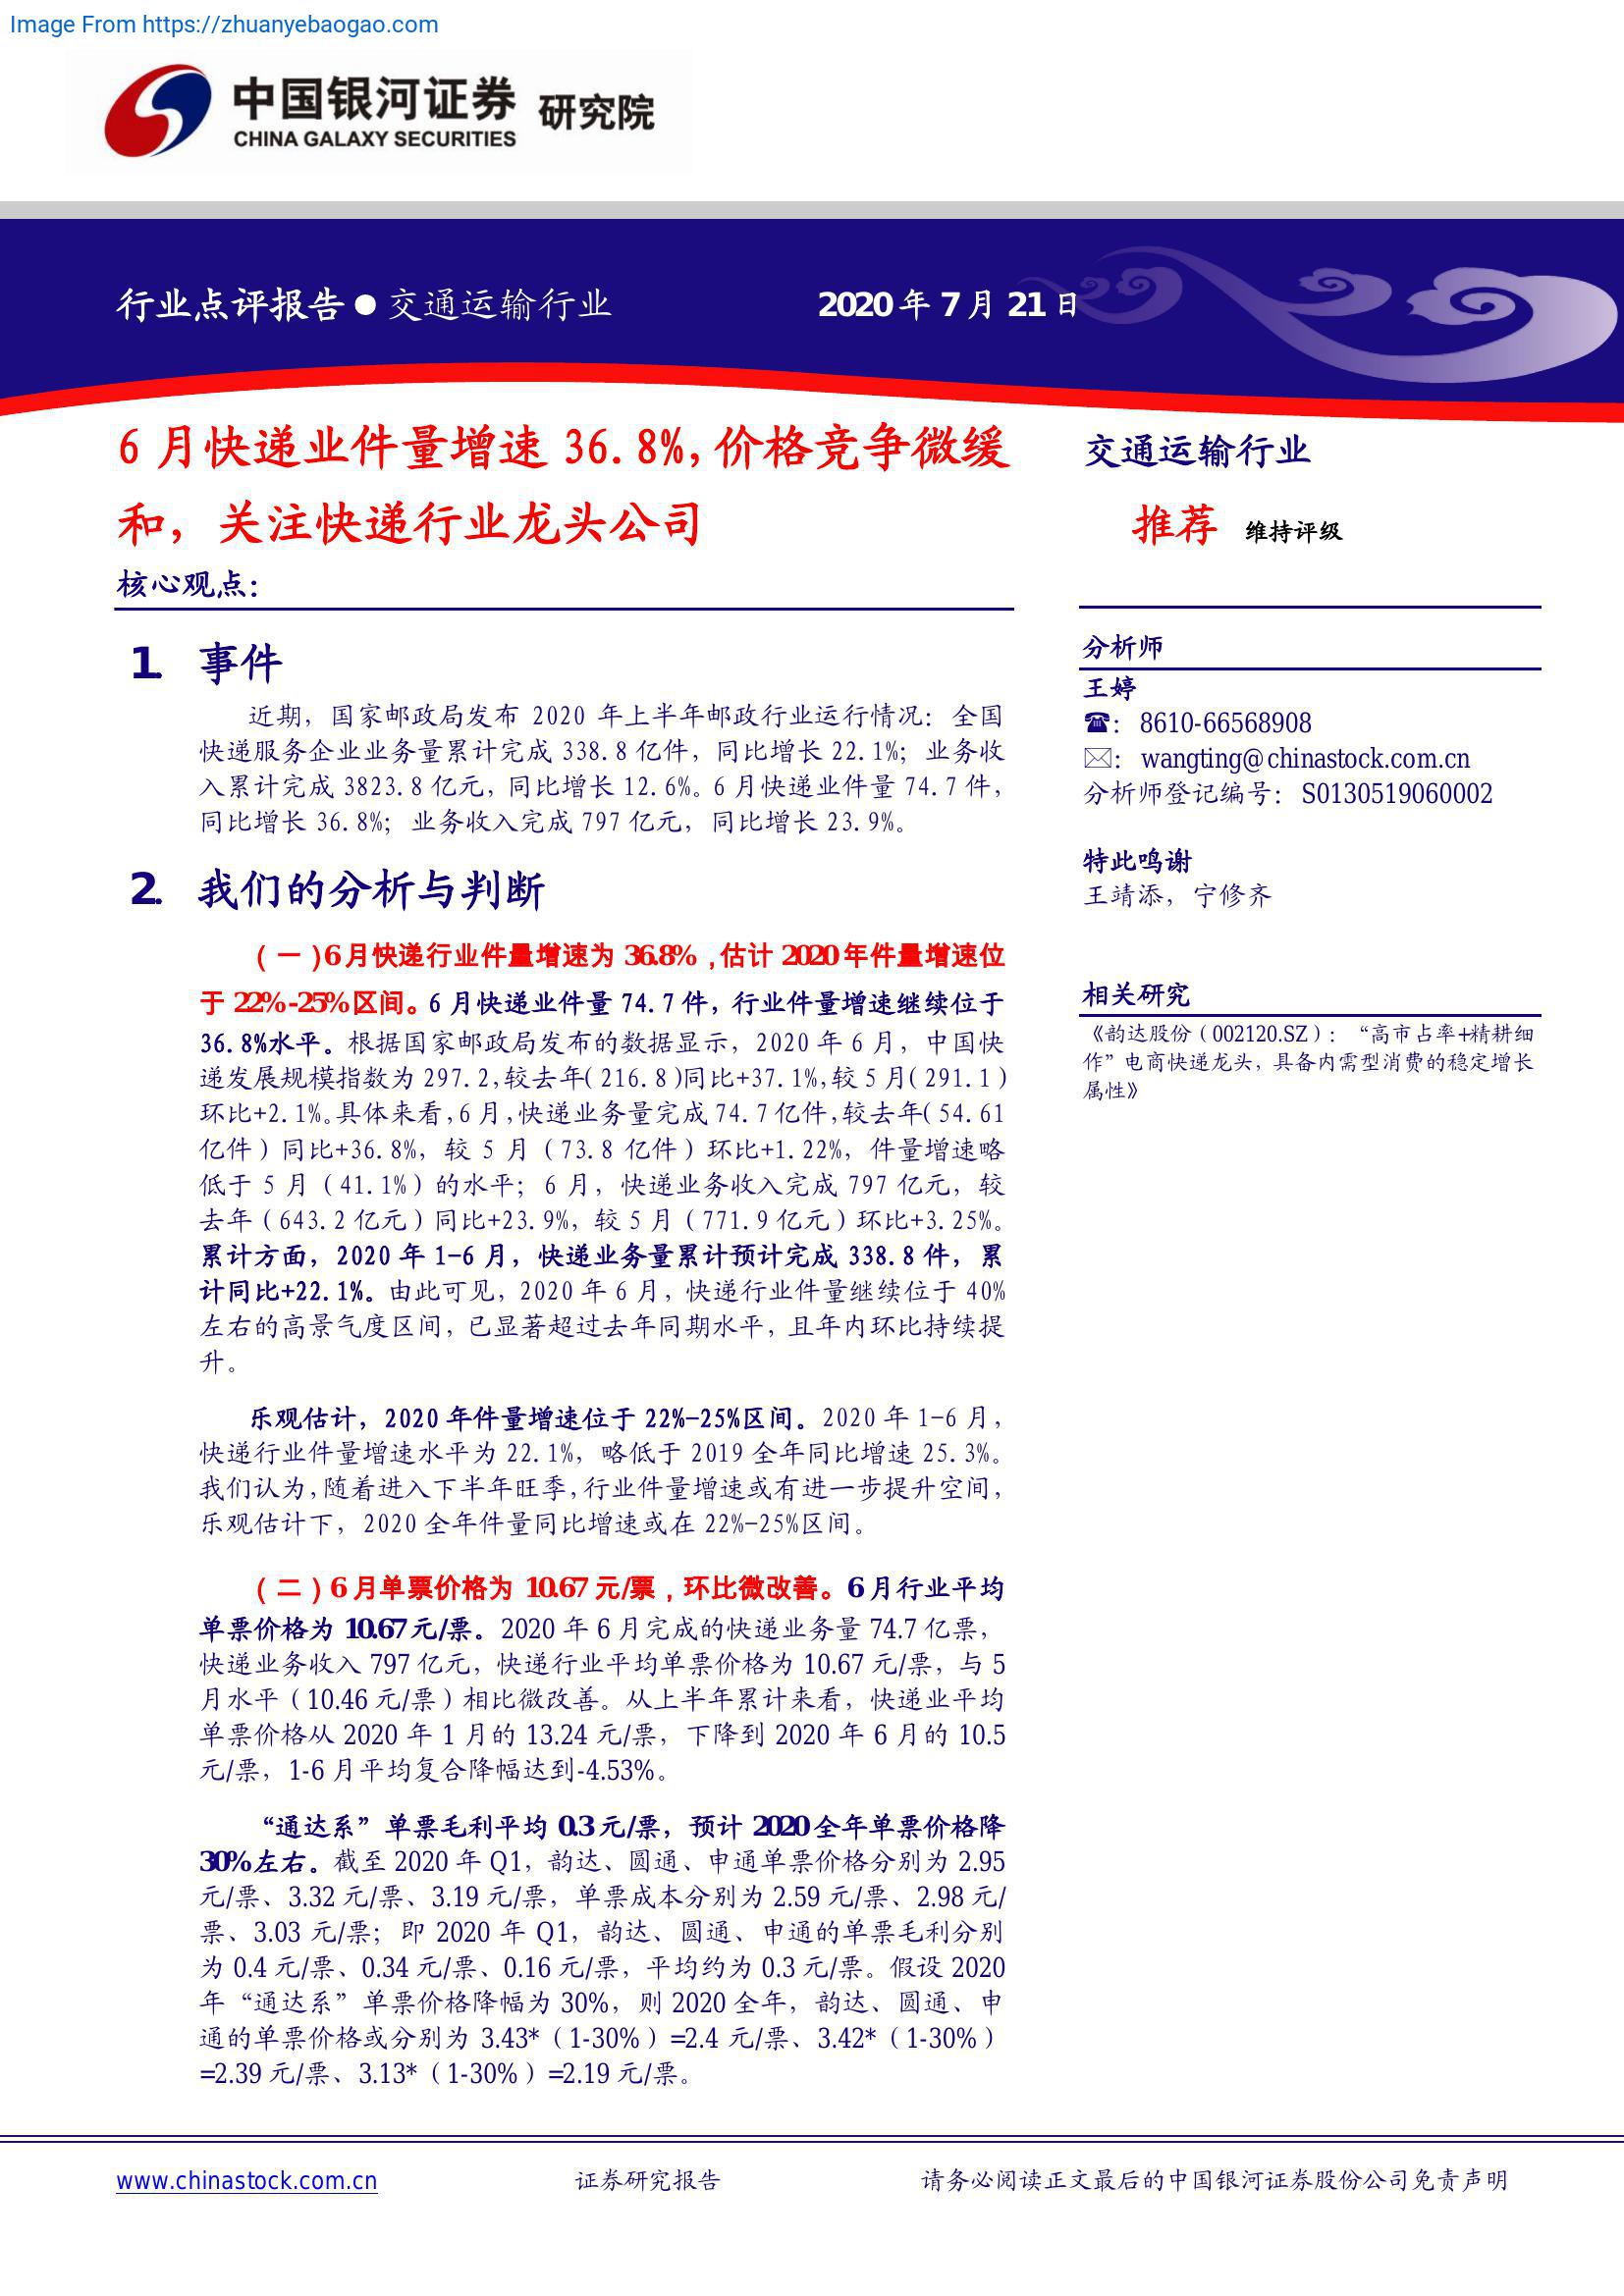 Image From https://zhuanyebaogao.com
中国银河证券 研究院
CHINA GALAXY SECURITIES
行业点评报告●交通运输行业
2020 年 7 月 21 日
6 月快递业件量增速 36.8%,价格竞争微缓
和，关注快递行业龙头公司
核心观点：
1. 事件
近期，国家邮政局发布 2020 年上半年邮政行业运行情况：全国
快递服务企业业务量累计完成 338.8 亿件，同比增长 22.1%；业务收
入累计完成 3823.8 亿元，同比增长 12.6%。6 月快递业件量 74.7 件，
同比增长 36.8%；业务收入完成 797 亿元，同比增长 23.9%。
2. 我们的分析与判断
（一）6 月快递行业件量增速为 36.8%，估计 2020 年件量增速位
于 22%-25%区间。6 月快递业件量 74.7 件，行业件量增速继续位于
36.8%水平。根据国家邮政局发布的数据显示，2020 年 6 月，中国快
递发展规模指数为 297.2,较去年(216.8)同比+37.1%,较 5 月(291.1)
环比+2.1%。具体来看,6 月,快递业务量完成 74.7 亿件,较去年(54.61
亿件）同比+36.8%，较 5 月（73.8 亿件）环比+1.22%，件量增速略
低于 5 月（41.1%）的水平；6 月，快递业务收入完成 797 亿元，较
去年（643.2 亿元）同比+23.9%，较 5 月（771.9 亿元）环比+3.25%。
累计方面，2020 年 1-6 月，快递业务量累计预计完成 338.8 件，累
计同比+22.1%。由此可见，2020 年 6 月，快递行业件量继续位于 40%
左右的高景气度区间，已显著超过去年同期水平，且年内环比持续提
升。
乐观估计，2020 年件量增速位于 22%-25%区间。2020 年 1-6 月，
快递行业件量增速水平为 22.1%，略低于 2019 全年同比增速 25.3%。
我们认为,随着进入下半年旺季,行业件量增速或有进一步提升空间，
乐观估计下，2020 全年件量同比增速或在 22%-25%区间。
（二）6 月单票价格为 10.67 元/票，环比微改善。6 月行业平均
单票价格为 10.67 元/票。2020 年 6 月完成的快递业务量 74.7 亿票，
快递业务收入 797 亿元，快递行业平均单票价格为 10.67 元/票，与 5
月水平（10.46 元/票）相比微改善。从上半年累计来看，快递业平均
单票价格从 2020 年 1 月的 13.24 元/票，下降到 2020 年 6 月的 10.5
元/票，1-6 月平均复合降幅达到-4.53%。
“通达系”单票毛利平均 0.3 元/票，预计 2020 全年单票价格降
30%左右。截至 2020 年 Q1，韵达、圆通、申通单票价格分别为 2.95
元/票、3.32 元/票、3.19 元/票，单票成本分别为 2.59 元/票、2.98 元/
票、3.03 元/票；即 2020 年 Q1，韵达、圆通、申通的单票毛利分别
为 0.4 元/票、0.34 元/票、0.16 元/票，平均约为 0.3 元/票。假设 2020
年“通达系”单票价格降幅为 30%，则 2020 全年，韵达、圆通、申
通的单票价格或分别为 3.43*（1-30%）=2.4 元/票、3.42*（1-30%）
=2.39 元/票、3.13*（1-30%）=2.19 元/票。
交通运输行业
推荐 维持评级
分析师
王婷
☎： 8610-66568908
✉： wangting@chinastock.com.cn
分析师登记编号：S0130519060002
特此鸣谢
王靖添，宁修齐
相关研究
《韵达股份（002120.SZ）：“高市占率+精耕细
作”电商快递龙头，具备内需型消费的稳定增长
属性》
www.chinastock.com.cn
证券研究报告
请务必阅读正文最后的中国银河证券股份公司免责声明